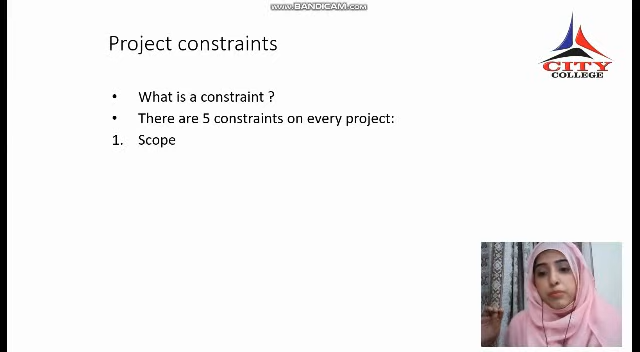 www.BANDICAM.com
Project constraints
CITY
COLLEGE
• What is a constraint ?
• There are 5 constraints on every project:
1. Scope